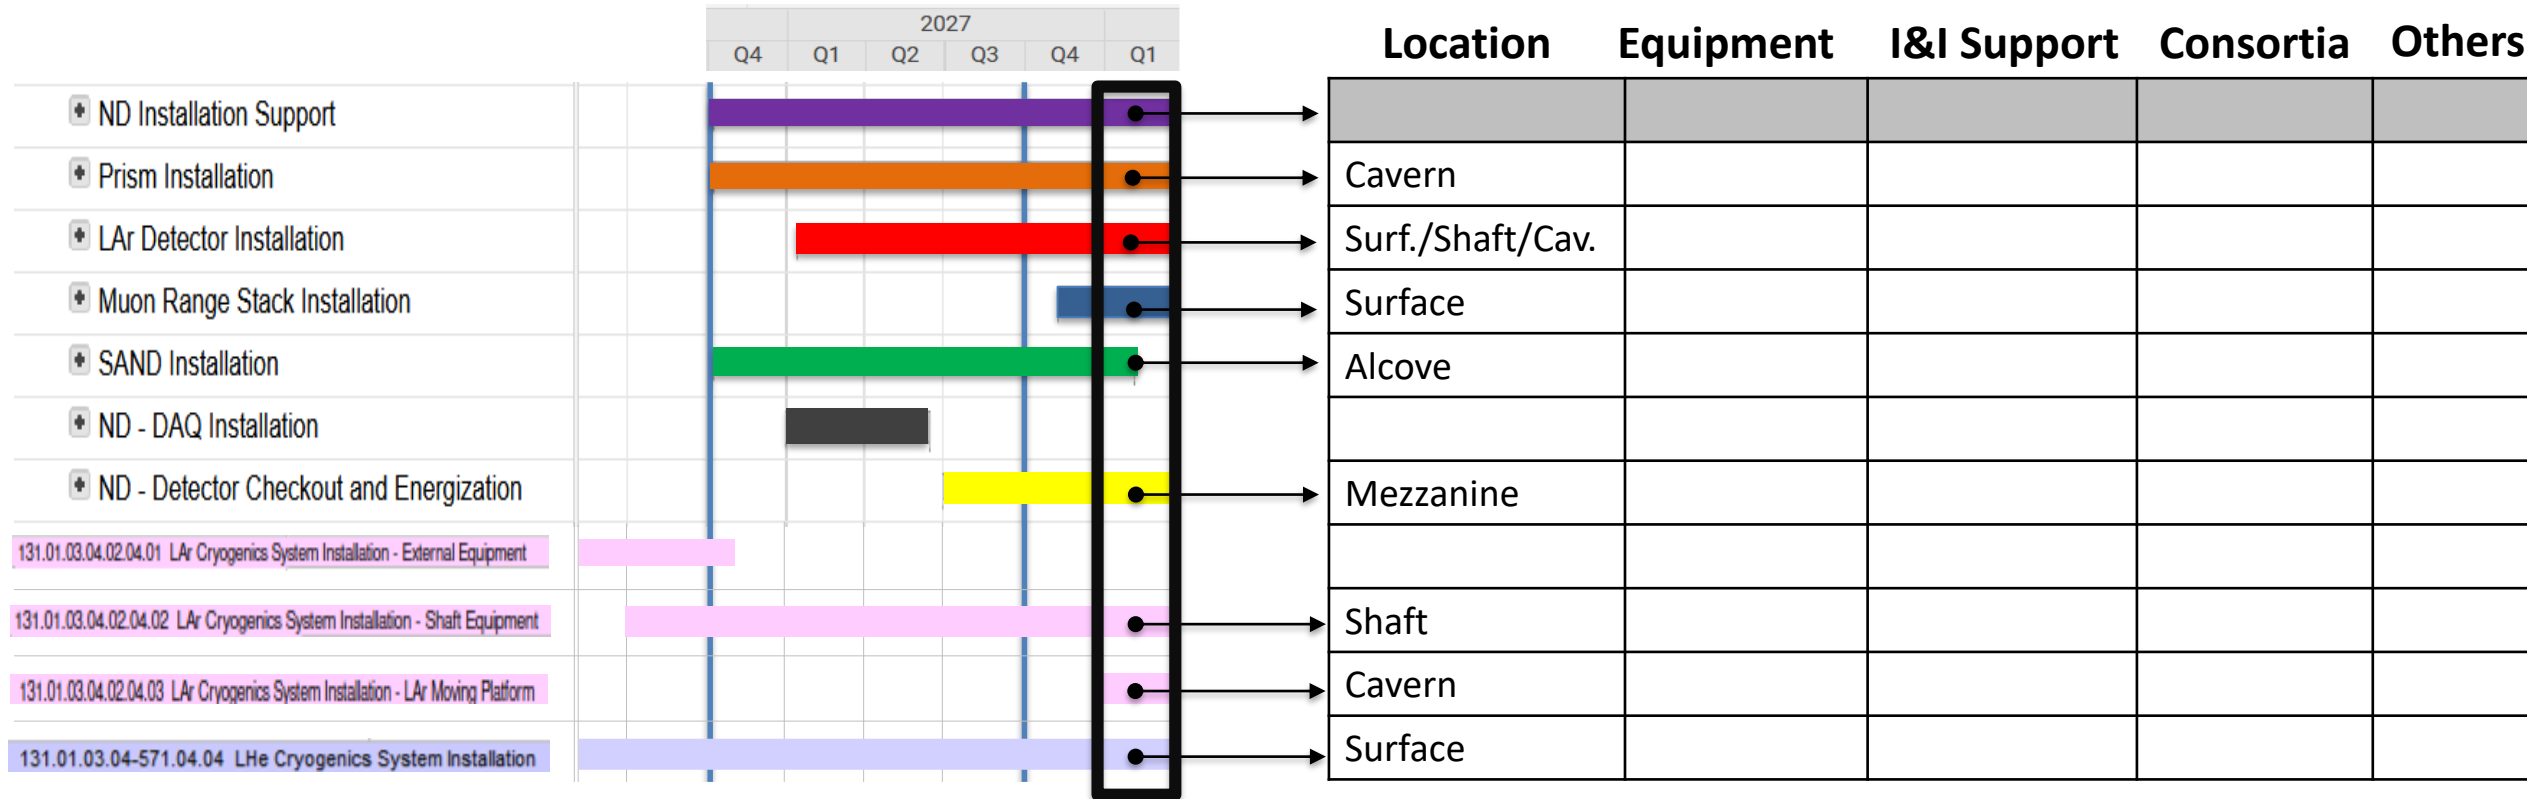 2027
Q4 Q1 Q2 Q3 Q4 Q1
Location Equipment I&I Support Consortia Others
ND Installation Support
Prism Installation Cavern
LAr Detector Installation Surf./Shaft/Cav.
Muon Range Stack Installation Surface
SAND Installation Alcove
ND - DAQ Installation
ND - Detector Checkout and Energization Mezzanine
131.01.03.04.02.04.01 LAr Cryogenics System Installation - External Equipment
131.01.03.04.02.04.02 LAr Cryogenics System Installation - Shaft Equipment Shaft
131.01.03.04.02.04.03 LAr Cryogenics System Installation - LAr Moving Platform Cavern
131.01.03.04-571.04.04 LHe Cryogenics System Installation Surface